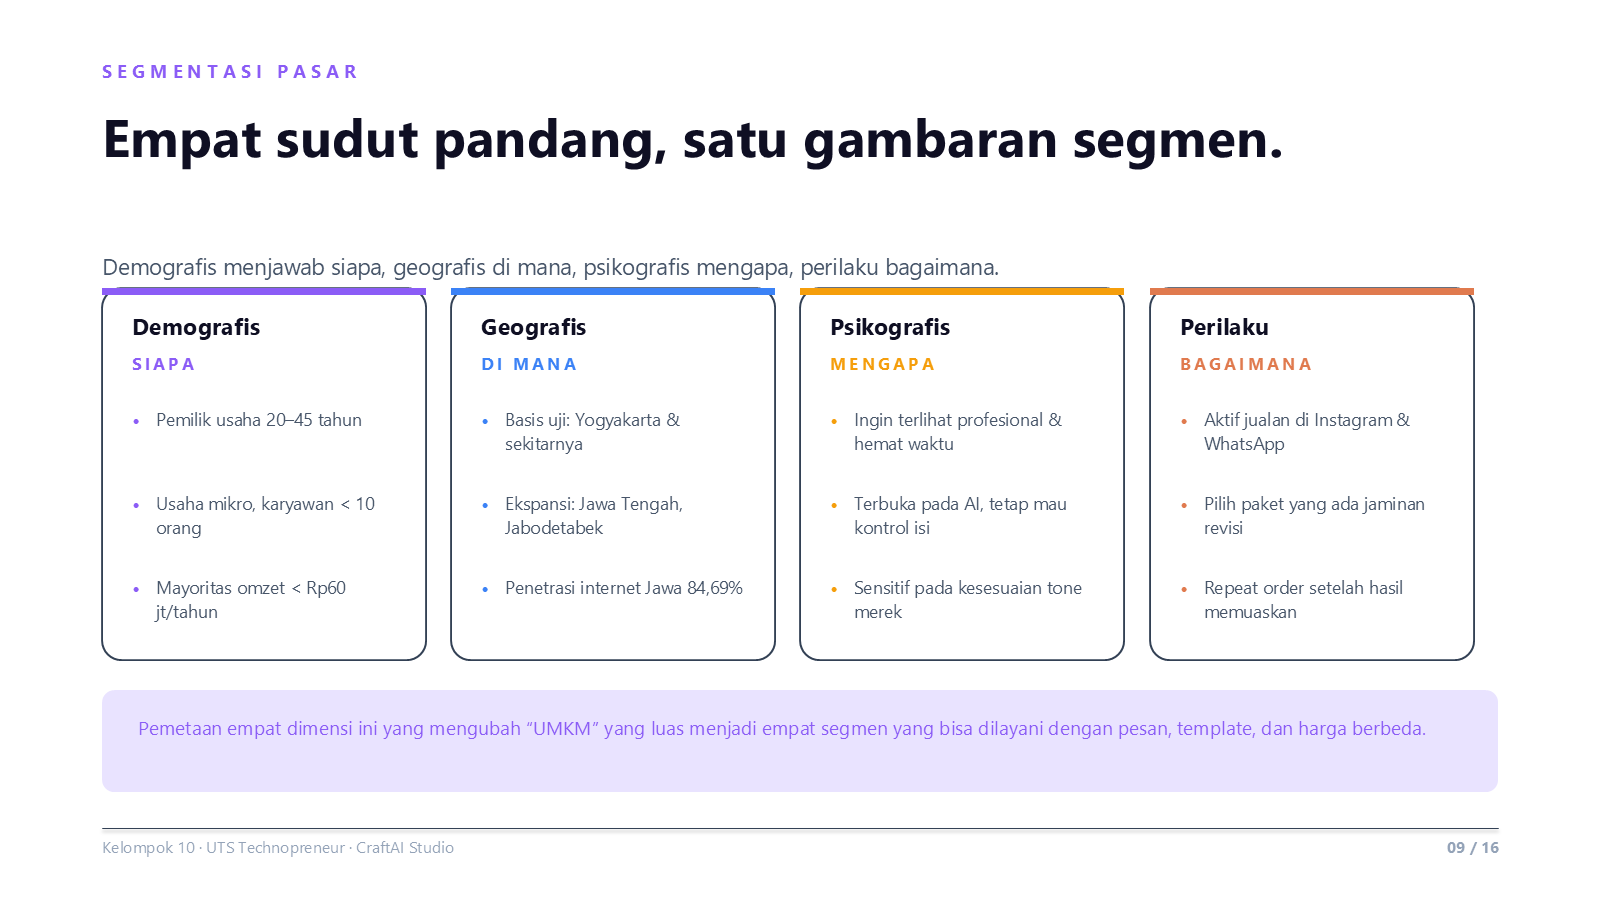 SEGMENTASI PASAR
Empat sudut pandang, satu gambaran segmen.
Demografis menjawab siapa, geografis di mana, psikografis mengapa, perilaku bagaimana.
Demografis
SIAPA
• Pemilik usaha 20–45 tahun
• Usaha mikro, karyawan < 10
orang
• Mayoritas omzet < Rp60
jt/tahun
Geografis
DI MANA
• Basis uji: Yogyakarta &
sekitarnya
• Ekspansi: Jawa Tengah,
Jabodetabek
• Penetrasi internet Jawa 84,69%
Psikografis
MENGAPA
• Ingin terlihat profesional &
hemat waktu
• Terbuka pada AI, tetap mau
kontrol isi
• Sensitif pada kesesuaian tone
merek
Perilaku
BAGAIMANA
• Aktif jualan di Instagram &
WhatsApp
• Pilih paket yang ada jaminan
revisi
• Repeat order setelah hasil
memuaskan
Pemetaan empat dimensi ini yang mengubah “UMKM” yang luas menjadi empat segmen yang bisa dilayani dengan pesan, template, dan harga berbeda.
Kelompok 10 · UTS Technopreneur · CraftAI Studio
09 / 16